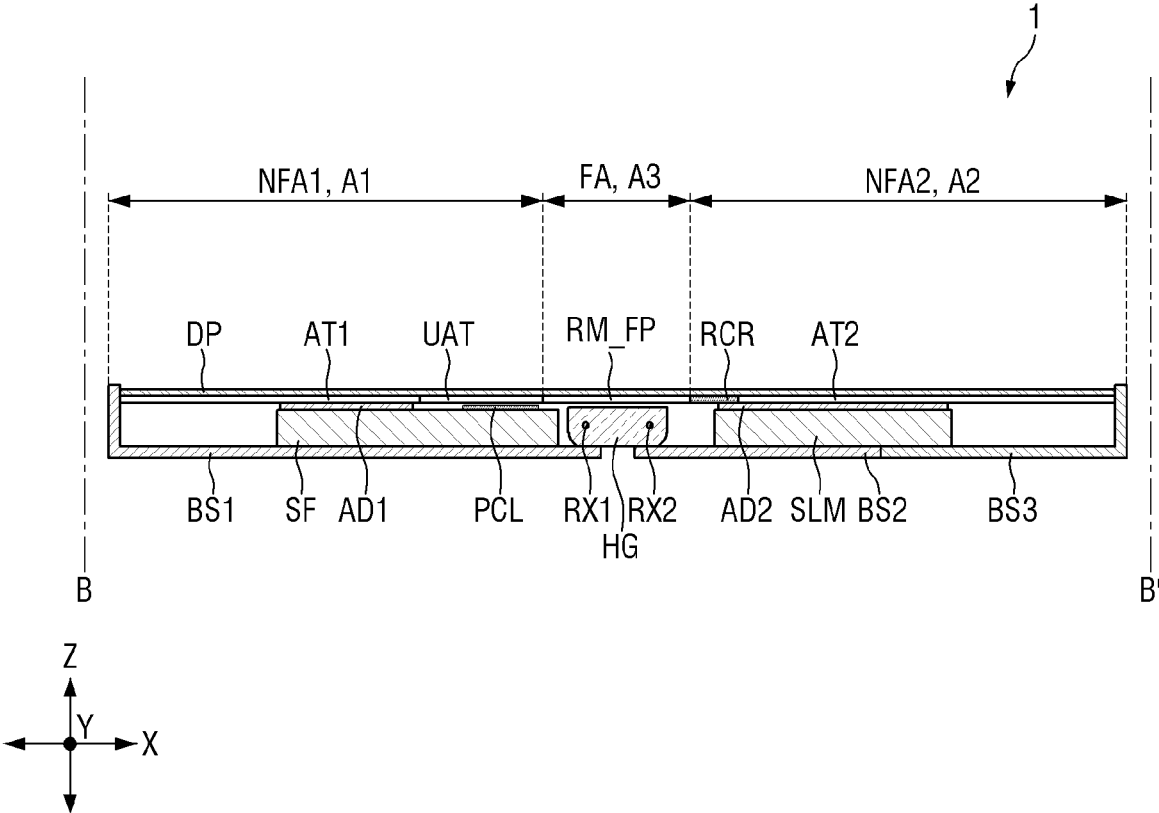 1
NFA1, A1 FA, A3 NFA2, A2
DP AT1 UAT RM_FP RCR AT2
BS1 SF AD1 PCL RX1 RX2 AD2 SLM BS2 BS3
HG
B B'
Z
Y X